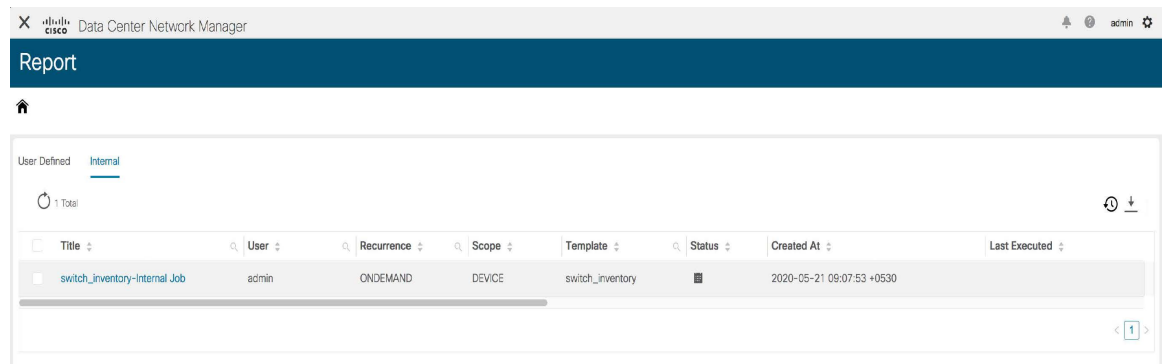 X cisco Data Center Network Manager admin
Report
User Defined Internal
1 Total
Title User Recurrence Scope Template Status Created At Last Executed
switch_inventory-Internal Job admin ONDEMAND DEVICE switch_inventory 2020-05-21 09:07:53 +0530
< 1 >